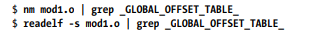 $ nm mod1.o | grep _GLOBAL_OFFSET_TABLE_
$ readelf -s mod1.o | grep _GLOBAL_OFFSET_TABLE_